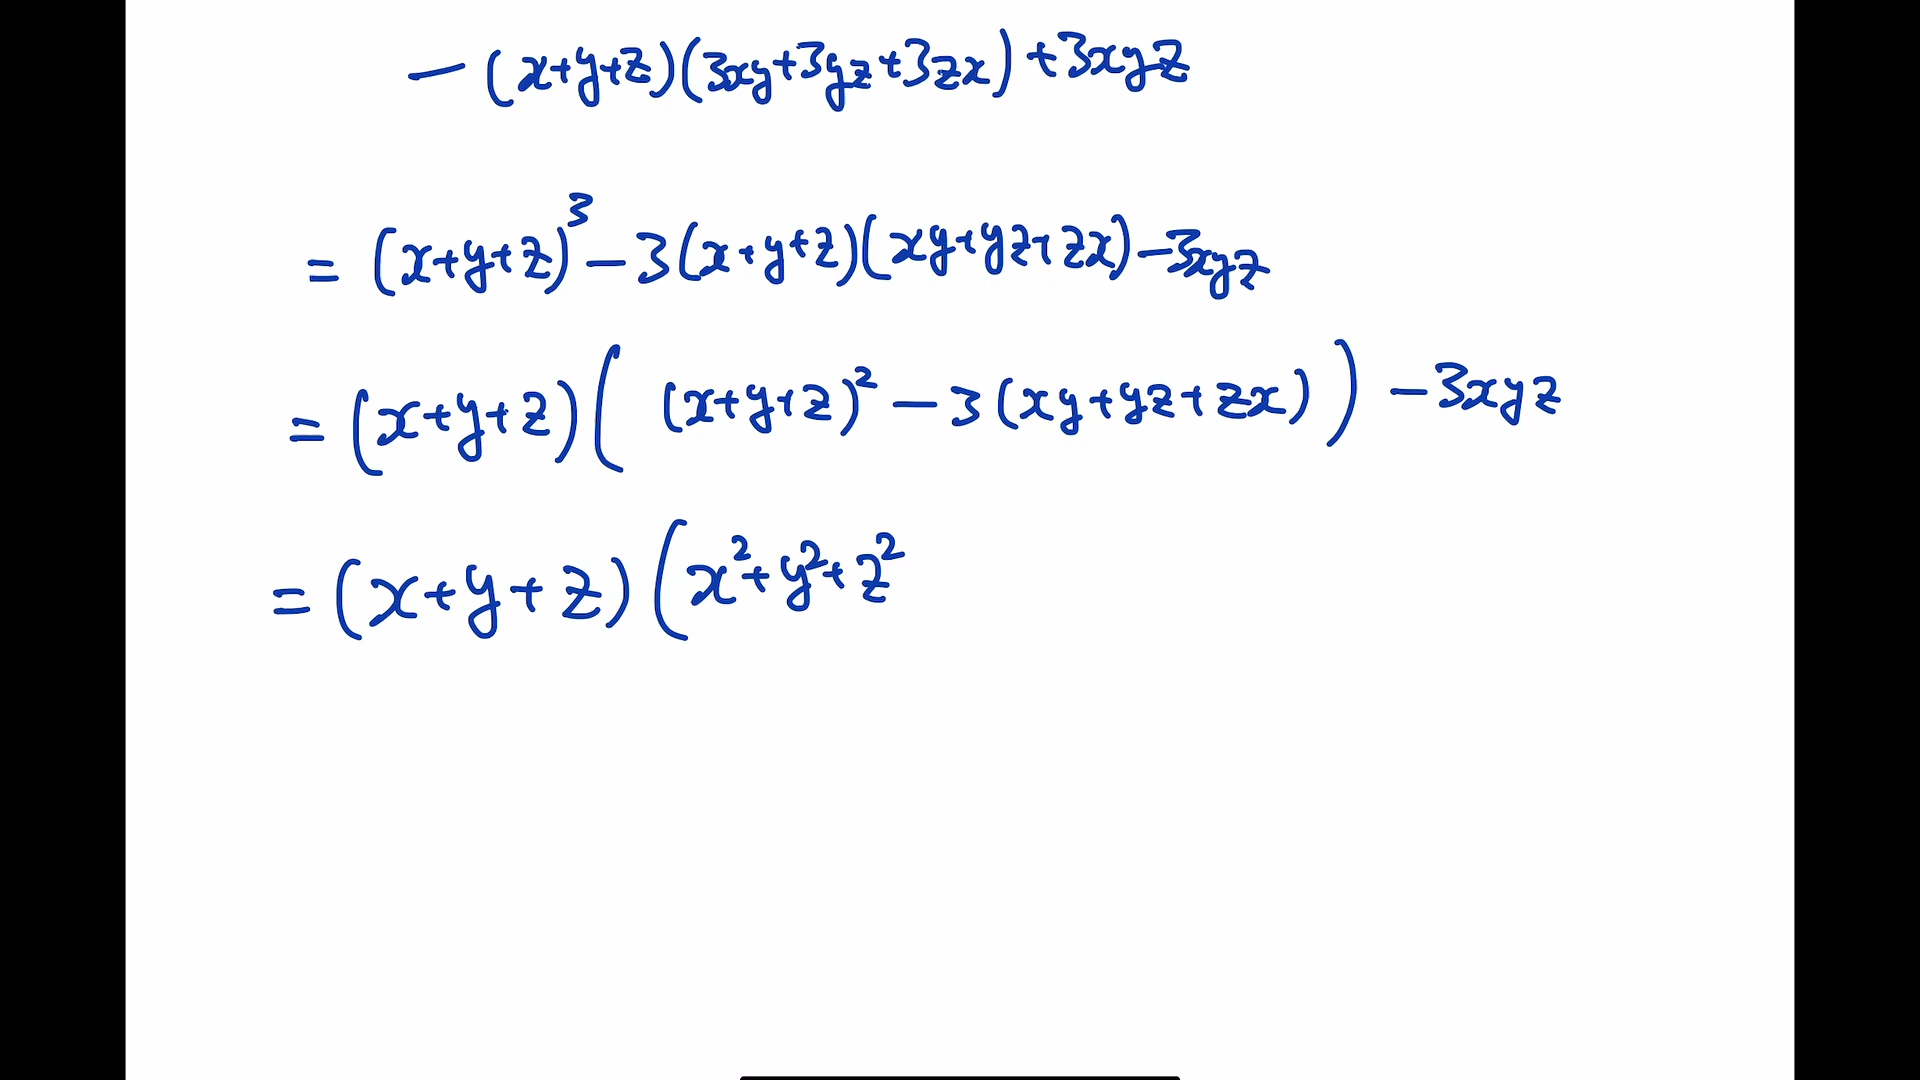 − (x+y+z)(3xy+3yz+3zx) +3xyz
= (x+y+z)³ − 3(x+y+z)(xy+yz+zx) −3xyz
= (x+y+z)( (x+y+z)² − 3(xy+yz+zx) ) − 3xyz
= (x+y+z) (x²+y²+z²